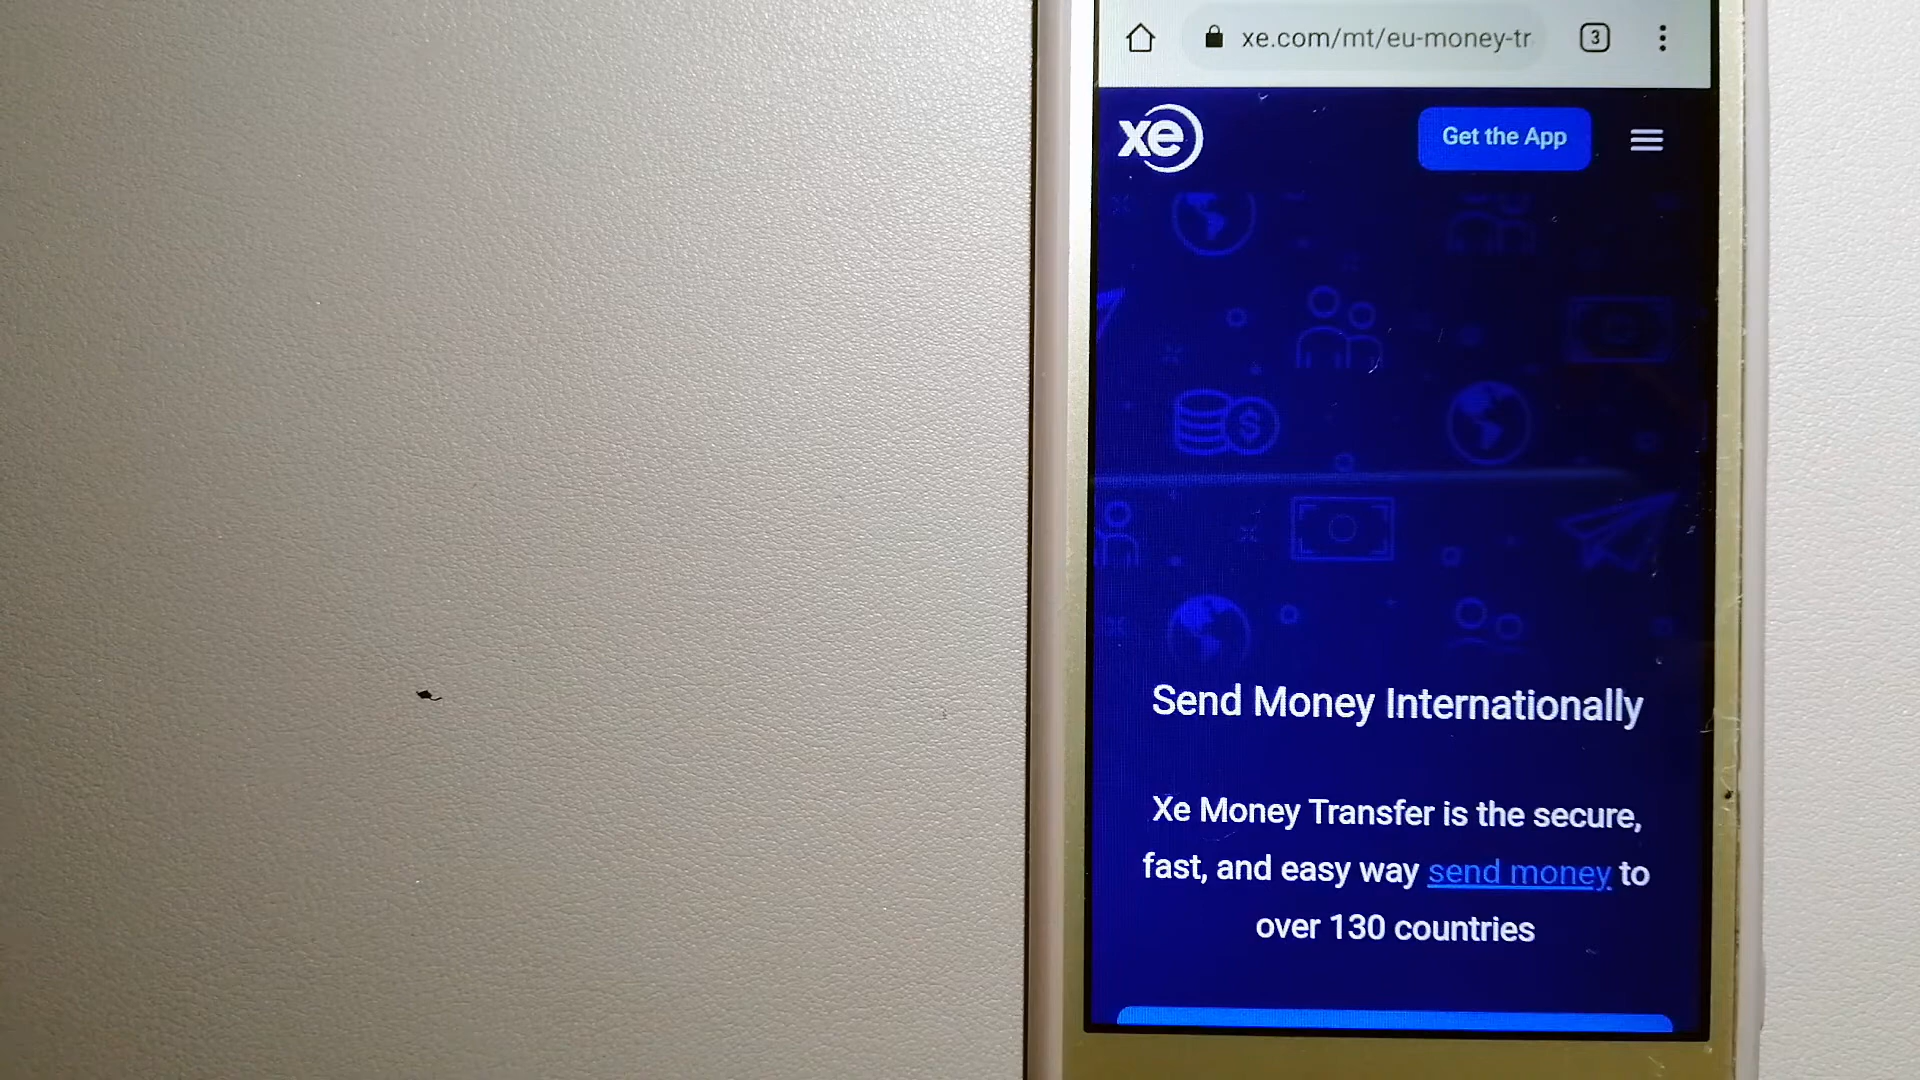 xe.com/mt/eu-money-tr
3
xe
Get the App
$
Send Money Internationally
Xe Money Transfer is the secure,
fast, and easy way send money to
over 130 countries